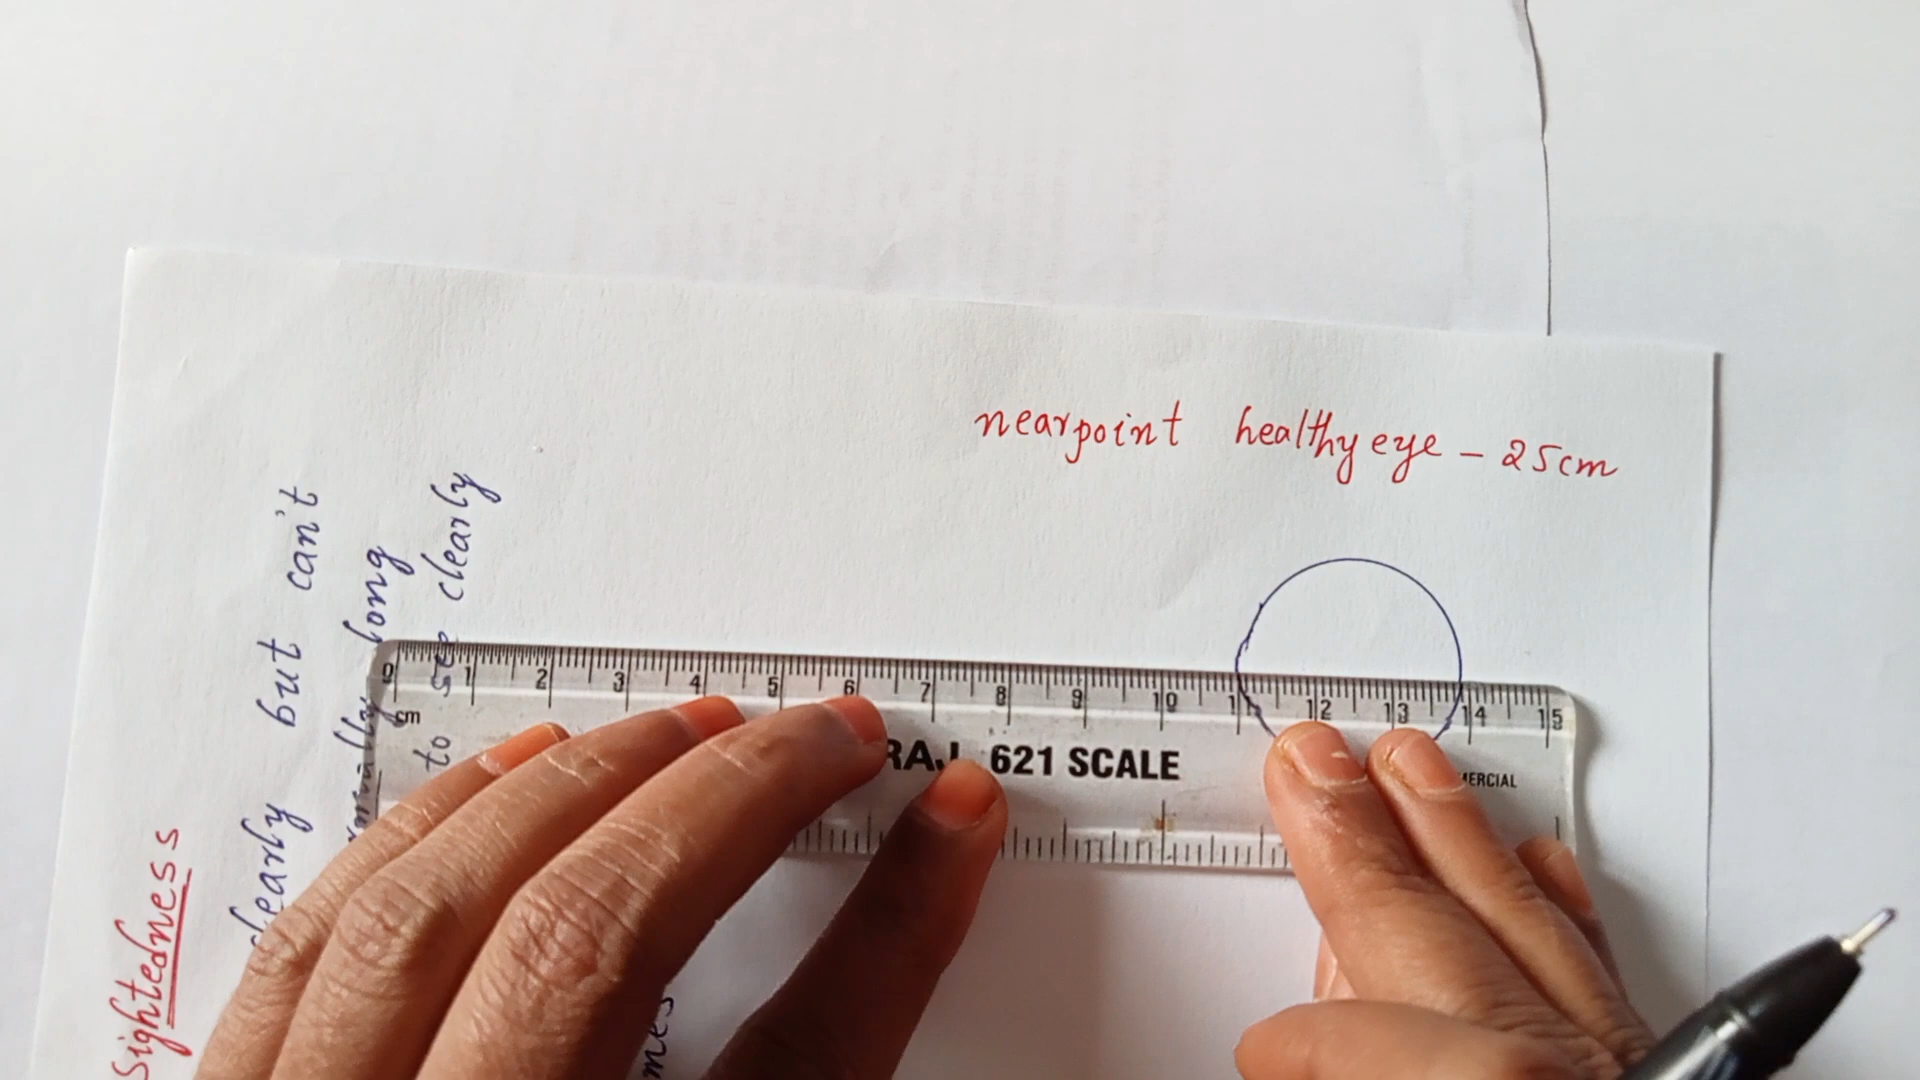 nearpoint healthy eye - 25cm
Sightedness
clearly but can't
long
to see clearly
0 1 2 3 4 5 6 7 8 9 10 11 12 13 14 15
cm
621 SCALE